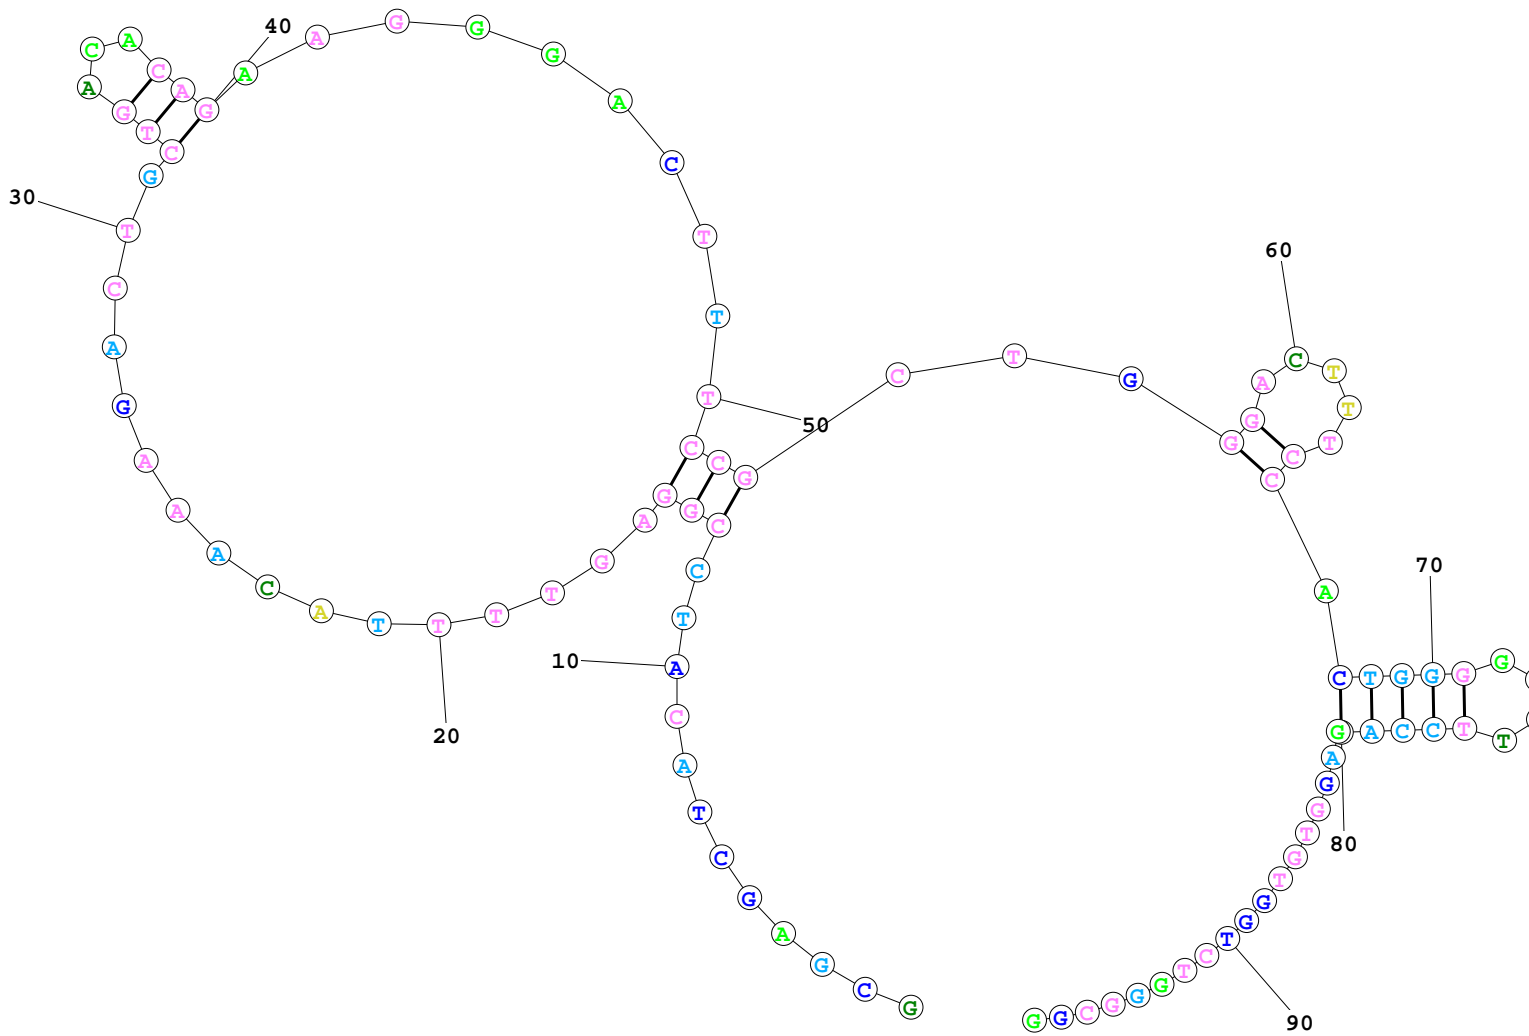 G C G A G C T A C A
10
T C C G G A G T T T
20
T A C A A A G A C T
30
G C T G A C A C A G
40
A A G G G A C T T T
50
C C G C T G G G A C
60
T T T C C A C T G G
70
G G T T C C A
80
G A G G T G T G G T
90
C T G G G C G G